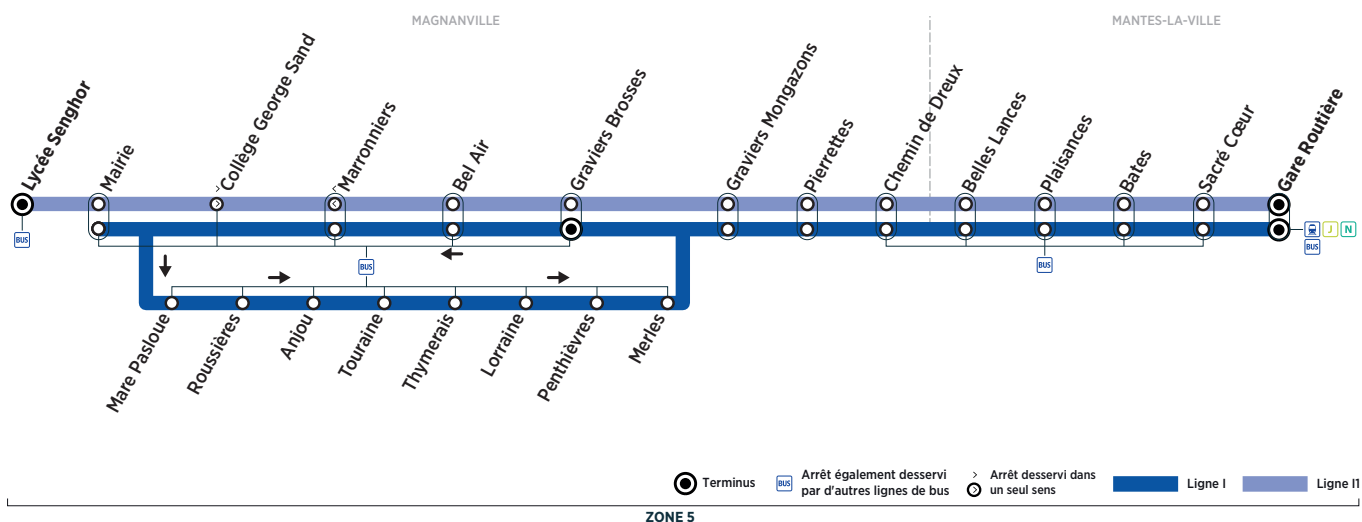 MAGNANVILLE
MANTES-LA-VILLE
Lycée Senghor
Mairie
Collège George Sand
Marronniers
Bel Air
Graviers Brosses
Graviers Mongazons
Pierrettes
Chemin de Dreux
Belles Lances
Plaisances
Bates
Sacré Cœur
Gare Routière
BUS
J N
BUS
BUS
BUS
Mare Pasloue
Roussières
Anjou
Touraine
Thymerais
Lorraine
Penthièvres
Merles
Terminus
BUS
Arrêt également desservi
par d'autres lignes de bus
Arrêt desservi dans
un seul sens
Ligne I
Ligne I1
ZONE 5